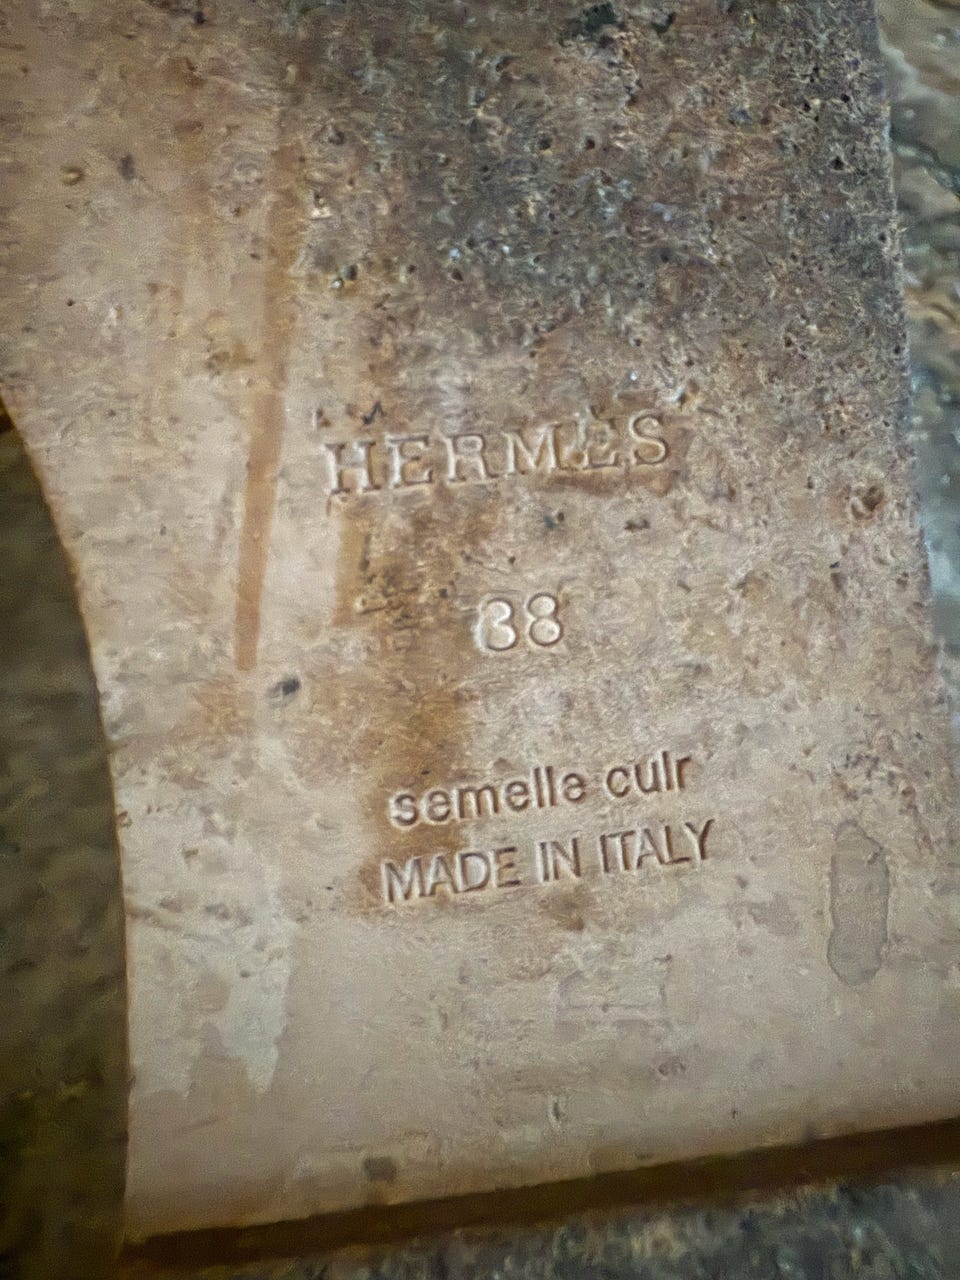 HERMÈS
38
semelle cuir
MADE IN ITALY